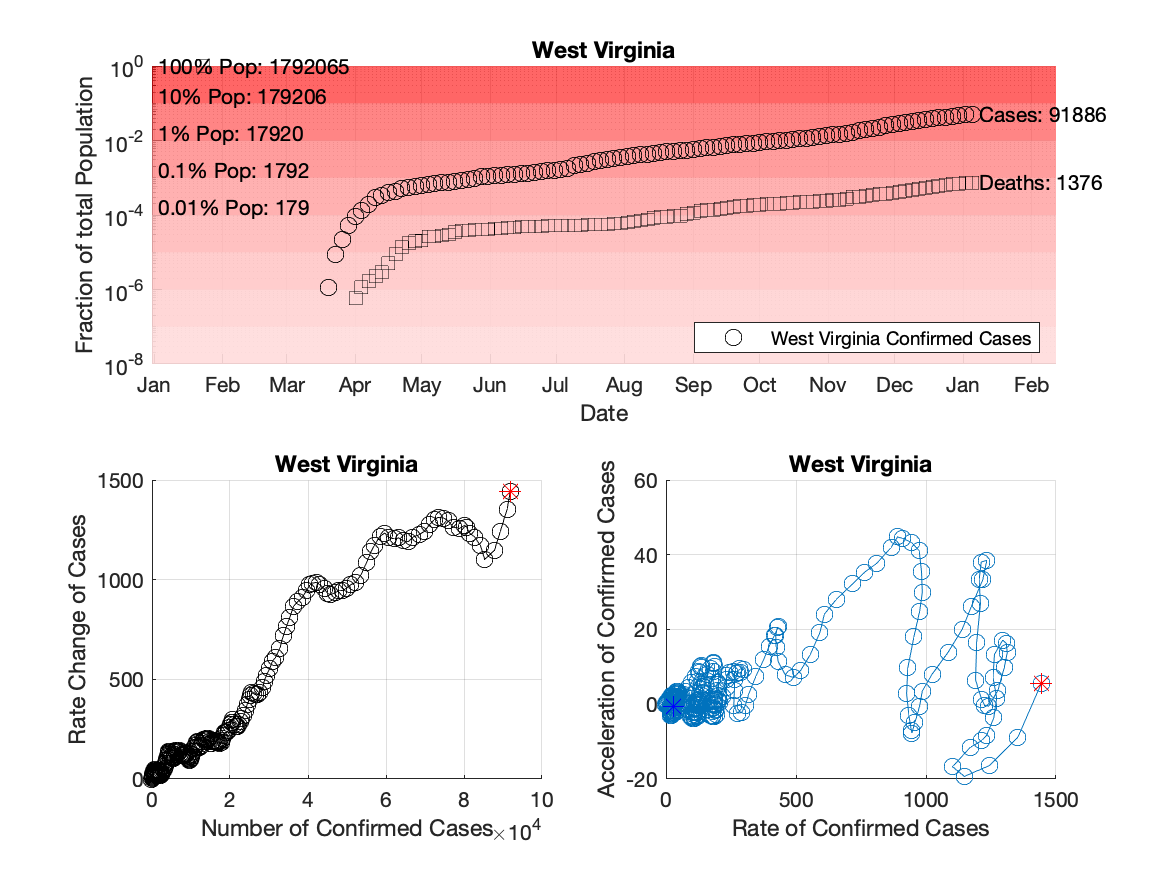 West Virginia
10^0
10^-2
10^-4
10^-6
10^-8
Fraction of total Population
100% Pop: 1792065
10% Pop: 179206
1% Pop: 17920
0.1% Pop: 1792
0.01% Pop: 179
Cases: 91886
Deaths: 1376
West Virginia Confirmed Cases
Jan Feb Mar Apr May Jun Jul Aug Sep Oct Nov Dec Jan Feb
Date
West Virginia
1500
1000
500
0
Rate Change of Cases
0 2 4 6 8 10
Number of Confirmed Cases
×10^4
West Virginia
60
40
20
0
-20
Acceleration of Confirmed Cases
0 500 1000 1500
Rate of Confirmed Cases